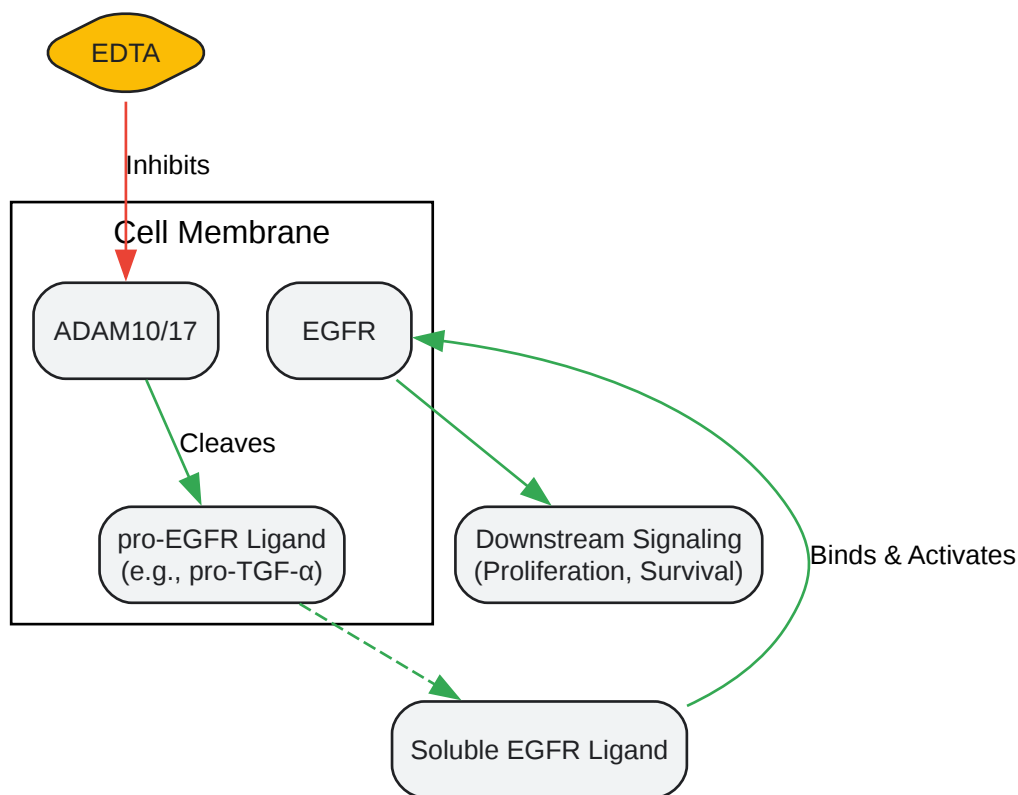 EDTA
Inhibits
Cell Membrane
ADAM10/17
EGFR
Cleaves
pro-EGFR Ligand
(e.g., pro-TGF-α)
Downstream Signaling
(Proliferation, Survival)
Binds & Activates
Soluble EGFR Ligand